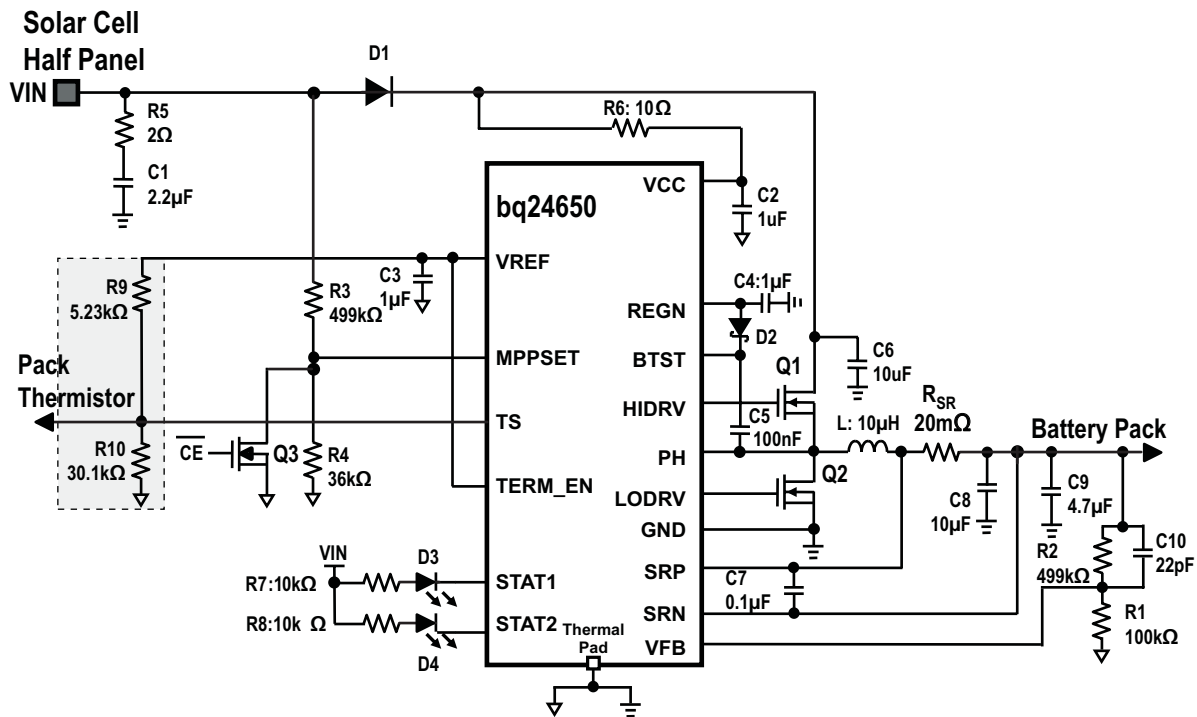 Solar Cell
Half Panel
VIN
D1
R5
2Ω
R6: 10Ω
C1
2.2µF
VCC
bq24650
C2
1uF
VREF
R9
5.23kΩ
C3
1µF
R3
499kΩ
C4:1µF
REGN
D2
MPPSET
BTST
C6
10uF
Pack
Thermistor
Q1
TS
HIDRV
C5
100nF
RSR
20mΩ
L: 10µH
Battery Pack
R10
30.1kΩ
CE
Q3
R4
36kΩ
PH
Q2
TERM_EN
LODRV
C8
10µF
C9
4.7µF
GND
VIN
D3
R2
499kΩ
C10
22pF
R7:10kΩ
STAT1
SRP
C7
0.1µF
SRN
R8:10k Ω
STAT2
Thermal
Pad
VFB
R1
100kΩ
D4